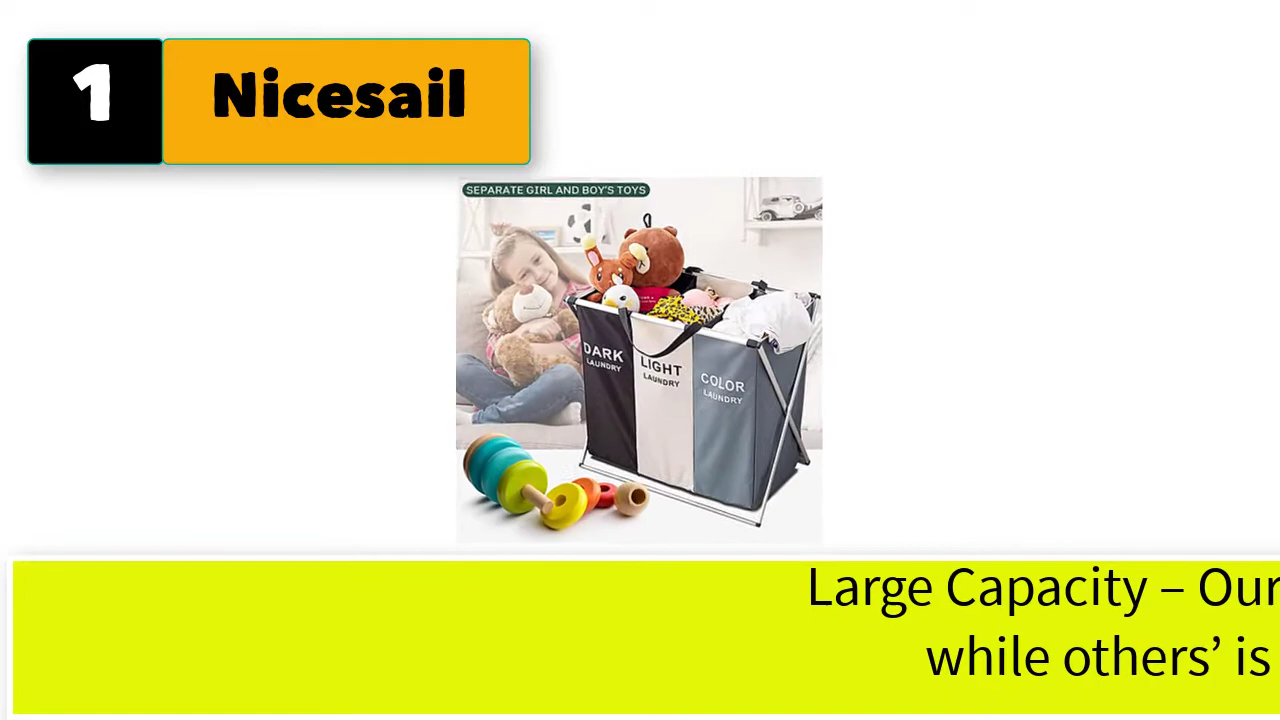 1
Nicesail
SEPARATE GIRL AND BOY'S TOYS
DARK
LAUNDRY
LIGHT
LAUNDRY
COLOR
LAUNDRY
Large Capacity – Our
while others’ is